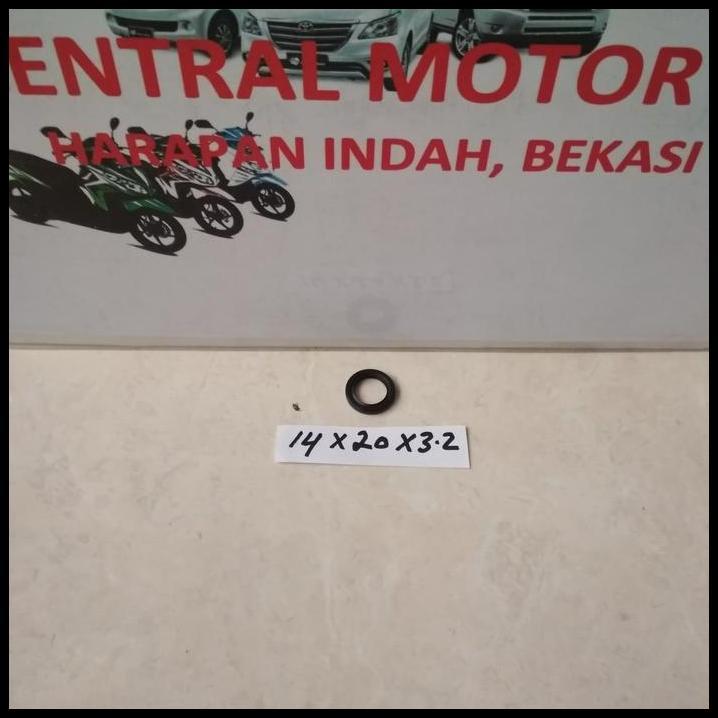 ENTRAL MOTOR
HARAPAN INDAH, BEKASI
14 X 20 X 3.2